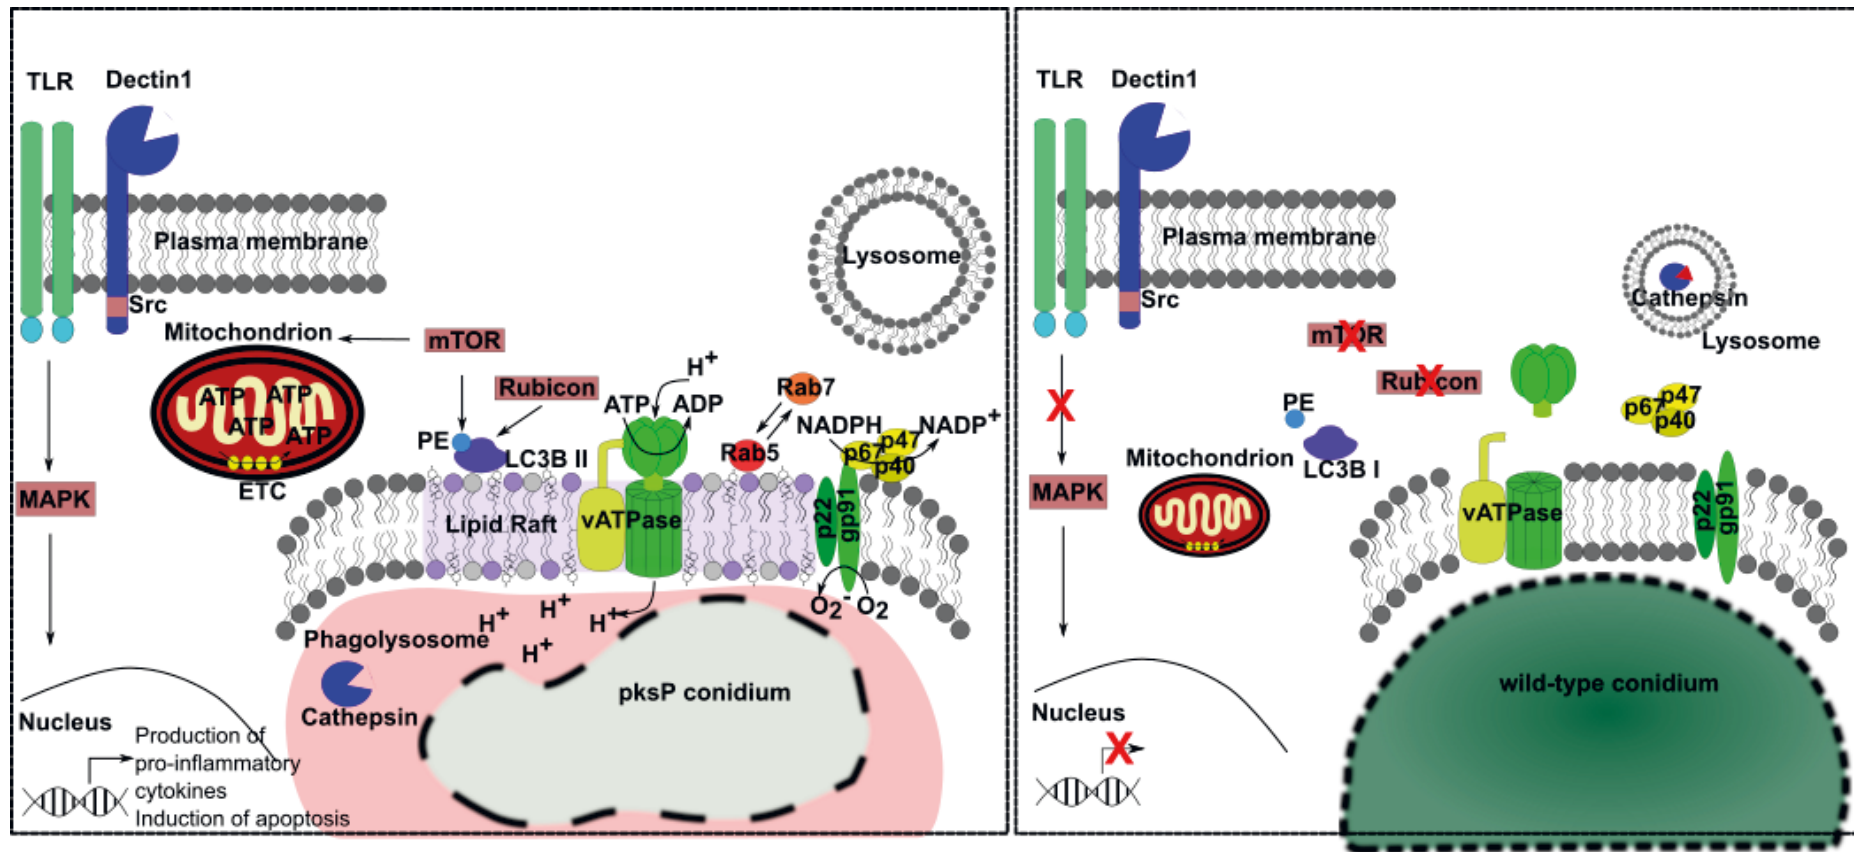 TLR
Dectin1
Plasma membrane
Lysosome
Src
Mitochondrion
mTOR
H+
Rubicon
Rab7
ATP
ATP
ATP
ATP
ATP
ADP
NADPH
NADP+
PE
LC3B II
Rab5
p67
p47
p40
ETC
MAPK
Lipid Raft
vATPase
p22
gp91
H+
H+
H+
H+
O2-
O2
Phagolysosome
pksP conidium
Cathepsin
Nucleus
Production of
pro-inflammatory
cytokines
Induction of apoptosis
TLR
Dectin1
Plasma membrane
Src
Cathepsin
Lysosome
mTOR
X
Rubicon
X
X
PE
LC3B I
p67
p47
p40
Mitochondrion
MAPK
vATPase
p22
gp91
wild-type conidium
Nucleus
X